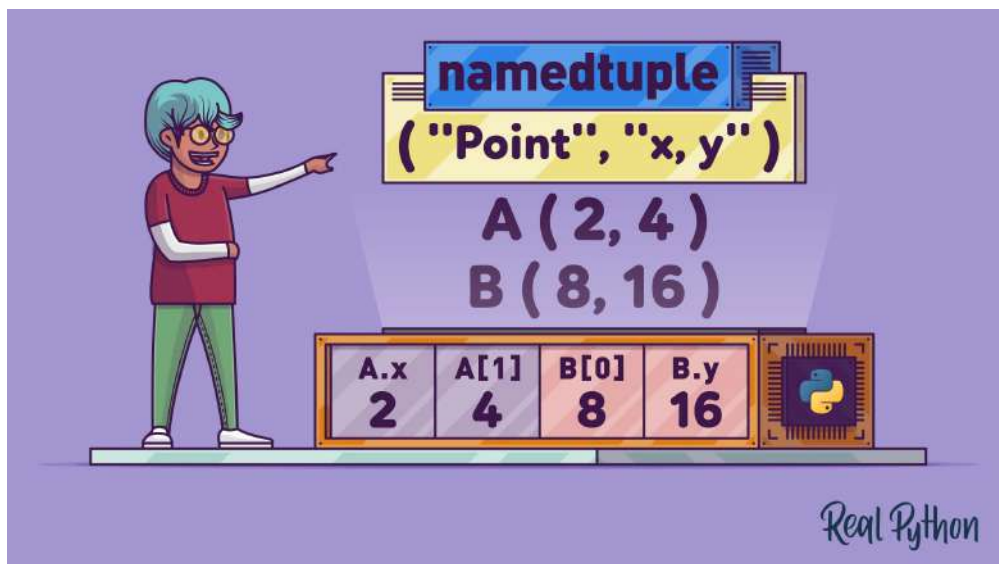 namedtuple
( "Point", "x, y" )
A ( 2, 4 )
B ( 8, 16 )
A.x A[1] B[0] B.y
2 4 8 16
Real Python